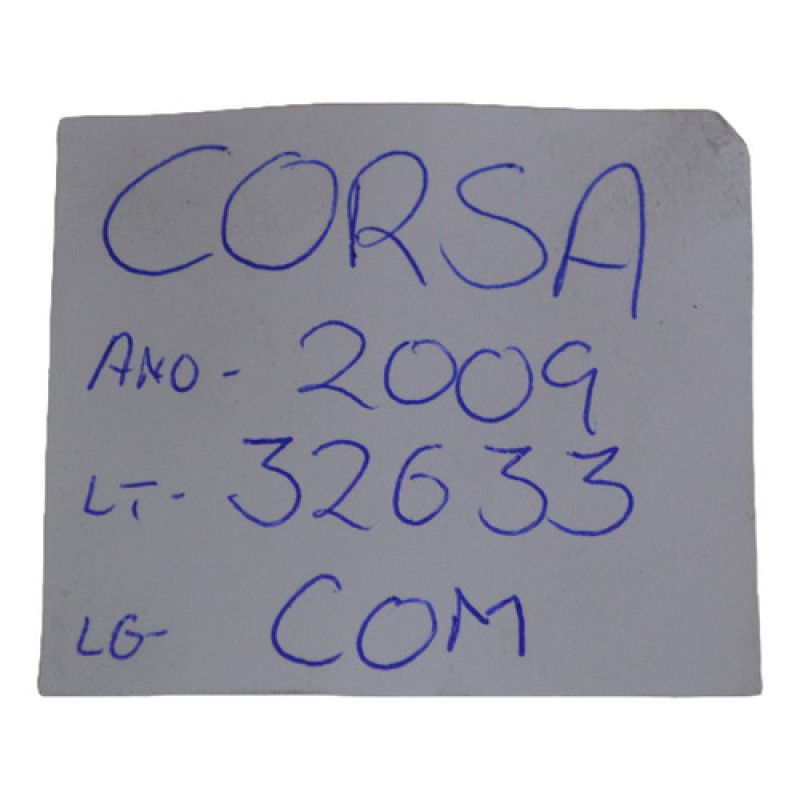 CORSA
ANO - 2009
LT - 32633
LG- COM